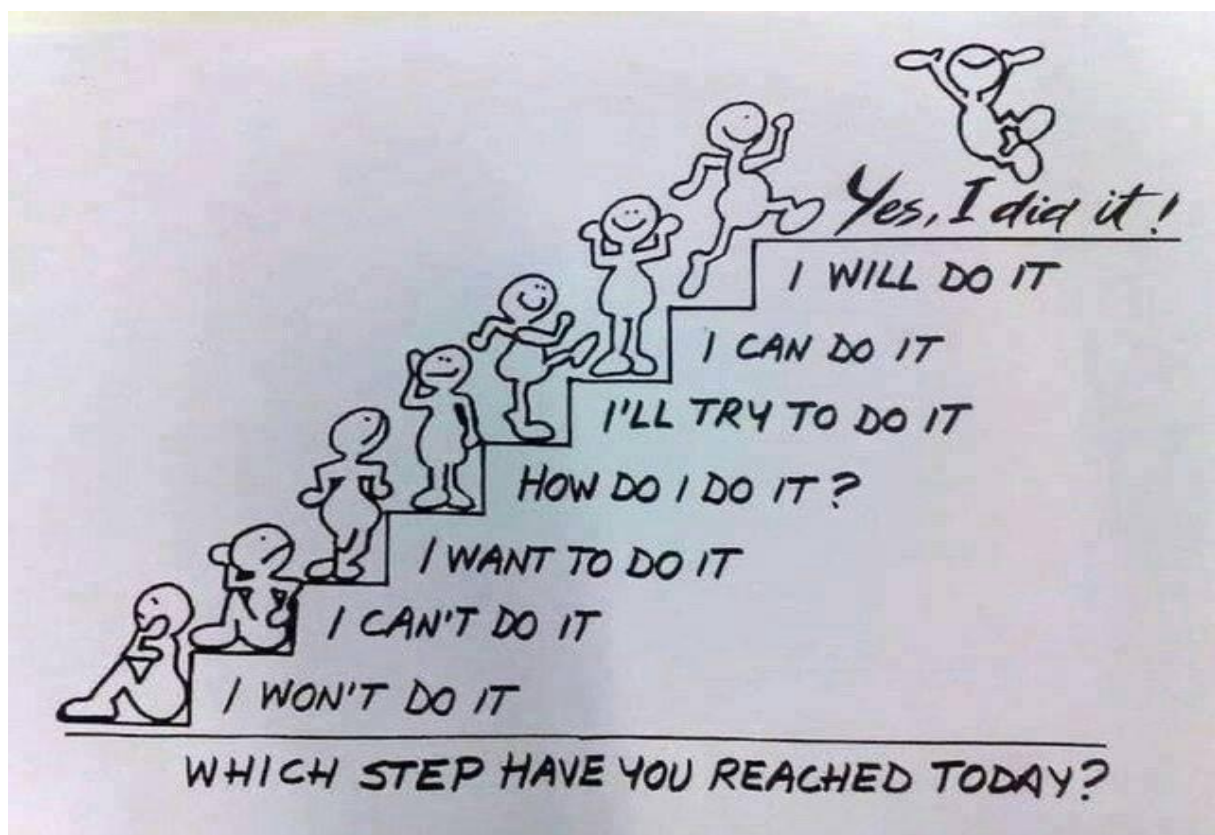 Yes, I did it!
I WILL DO IT
I CAN DO IT
I'LL TRY TO DO IT
HOW DO I DO IT?
I WANT TO DO IT
I CAN'T DO IT
I WON'T DO IT
WHICH STEP HAVE YOU REACHED TODAY?